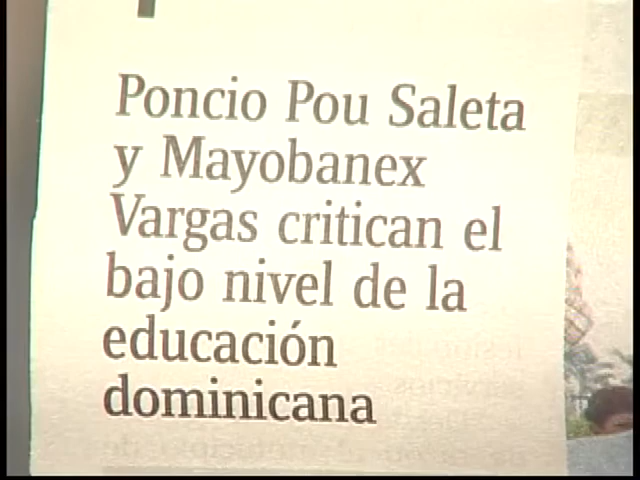 Poncio Pou Saleta
y Mayobanex
Vargas critican el
bajo nivel de la
educación
dominicana